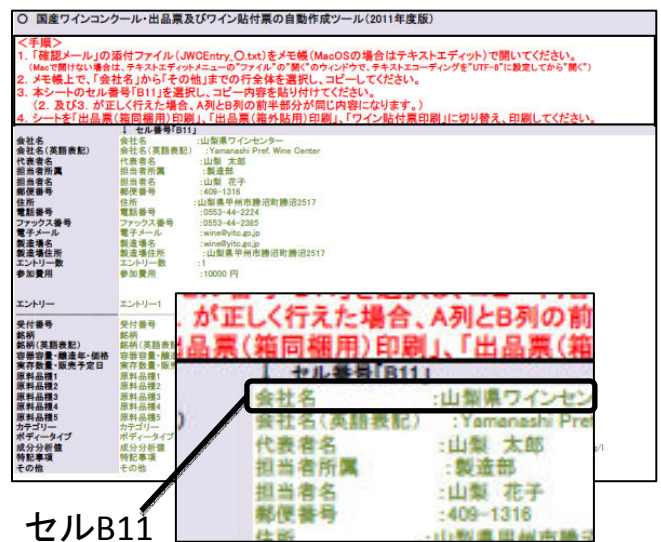 ○ 国産ワインコンクール・出品票及びワイン貼付票の自動作成ツール(2011年度版)
＜手順＞
1．「確認メール」の添付ファイル(JWCEntry_O.txt)をメモ帳(MacOSの場合はテキストエディット)で開いてください。
(Macで開けない場合は、テキストエディットメニューの"ファイル"の"開く"のウィンドウで、テキストエンコーディングを"UTF-8"に設定してから"開く")
2．メモ帳上で、「会社名」から「その他」までの行全体を選択し、コピーしてください。
3．本シートのセル番号「B11」を選択し、コピー内容を貼り付けてください。
(2．及び3．が正しく行えた場合、A列とB列の前半部分が同じ内容になります。)
4．シートを「出品票(箱同梱用)印刷」、「出品票(箱外貼用)印刷」、「ワイン貼付票印刷」に切り替え、印刷してください。
↓ セル番号「B11」
会社名 会社名 :山梨県ワインセンター
会社名(英語表記) 会社名(英語表記) :Yamanashi Pref. Wine Center
代表者名 代表者名 :山梨 太郎
担当者所属 担当者所属 :製造部
担当者名 担当者名 :山梨 花子
郵便番号 郵便番号 :409-1316
住所 住所 :山梨県甲州市勝沼町勝沼2517
電話番号 電話番号 :0553-44-2224
ファックス番号 ファックス番号 :0553-44-2385
電子メール 電子メール :wine@yitc.go.jp
製造場名 製造場名 :wine@yitc.go.jp
製造場住所 製造場住所 :山梨県甲州市勝沼町勝沼2517
エントリー数 エントリー数 :1
参加費用 参加費用 :10000 円
エントリー エントリー1
受付番号 受付番号
銘柄 銘柄
銘柄(英語表記) 銘柄(英語表
容器容量・醸造年・価格 容器容量・醸造
実存数量・販売予定日 実存数量・販売
原料品種1 原料品種1
原料品種2 原料品種2
原料品種3 原料品種3
原料品種4 原料品種4
原料品種5 原料品種5
カテゴリー カテゴリー
ボディータイプ ボディータイプ
成分分析値 成分分析値
特記事項 特記事項
その他 その他
が正しく行えた場合、A列とB列の前
出品票(箱同梱用)印刷」、「出品票(箱
↓ セル番号「B11」
会社名 :山梨県ワインセン
会社名(英語表記) :Yamanashi Pref
代表者名 :山梨 太郎
担当者所属 :製造部
担当者名 :山梨 花子
郵便番号 :409-1316
住所 :山梨県甲州市勝沼
セルB11